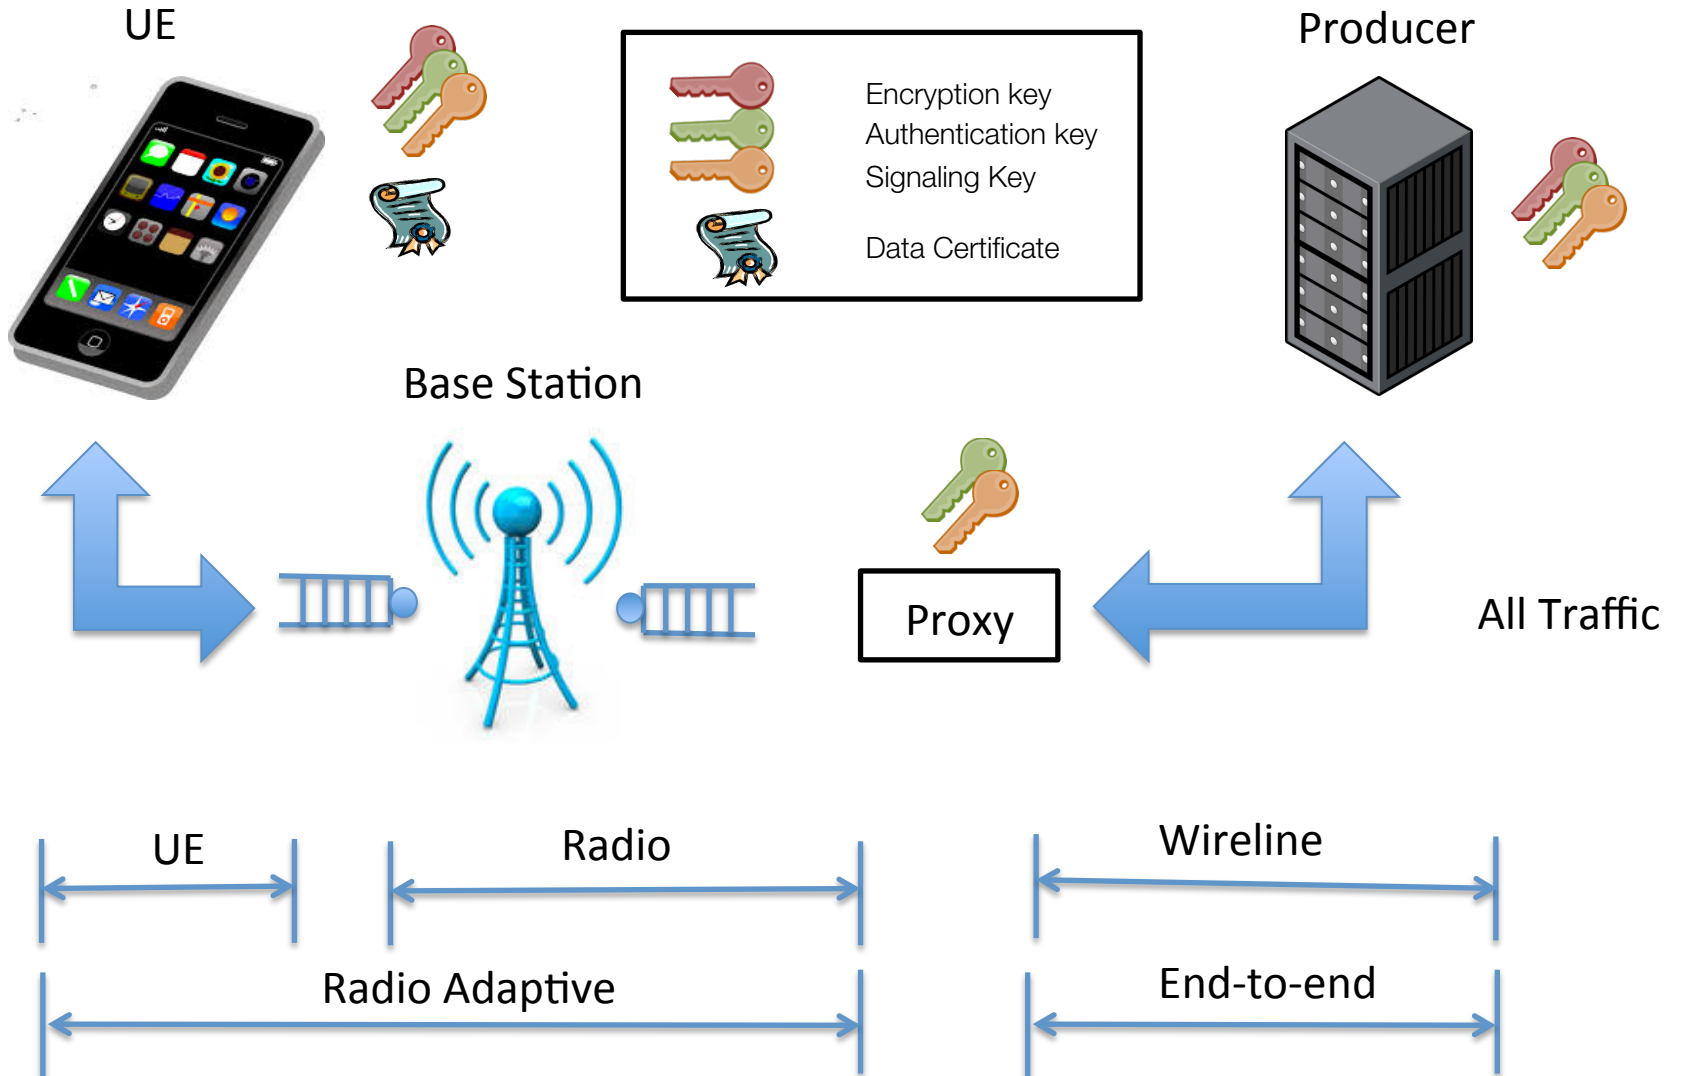 UE
Producer
Encryption key
Authentication key
Signaling Key
Data Certificate
Base Station
Proxy
All Traffic
UE
Radio
Wireline
Radio Adaptive
End-to-end